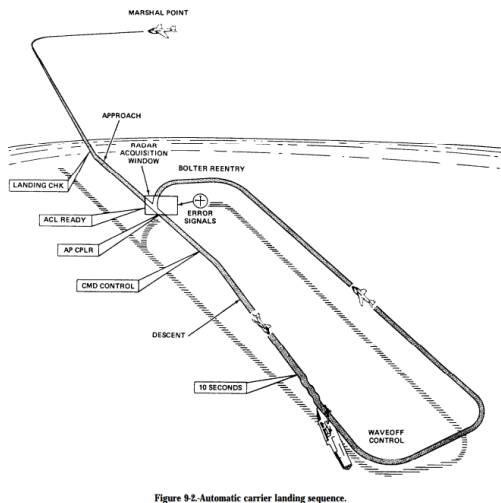 MARSHAL POINT
APPROACH
RADAR
ACQUISITION
WINDOW
BOLTER REENTRY
LANDING CHK
ACL READY
ERROR
SIGNALS
AP CPLR
CMD CONTROL
DESCENT
10 SECONDS
WAVEOFF
CONTROL
Figure 9-2.-Automatic carrier landing sequence.